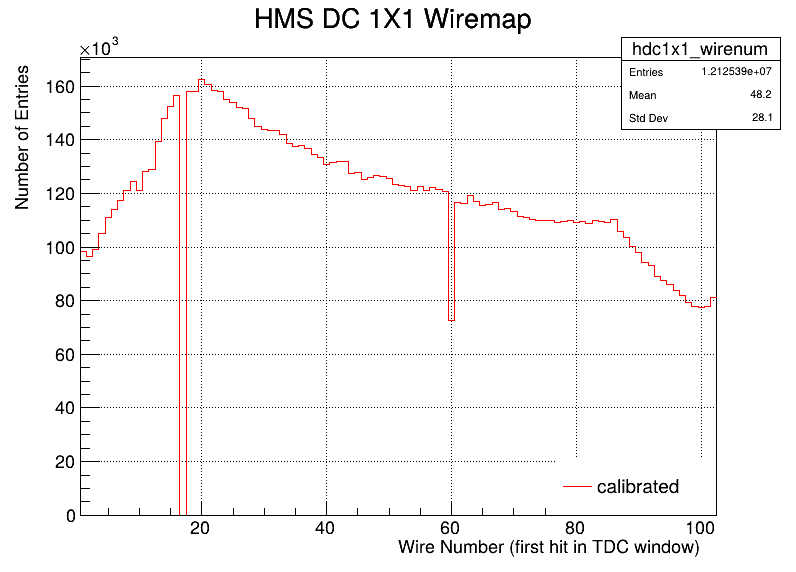 HMS DC 1X1 Wiremap
×10³
hdc1x1_wirenum
Entries 1.212539e+07
Mean 48.2
Std Dev 28.1
Number of Entries
160
140
120
100
80
60
40
20
0
calibrated
20 40 60 80 100
Wire Number (first hit in TDC window)